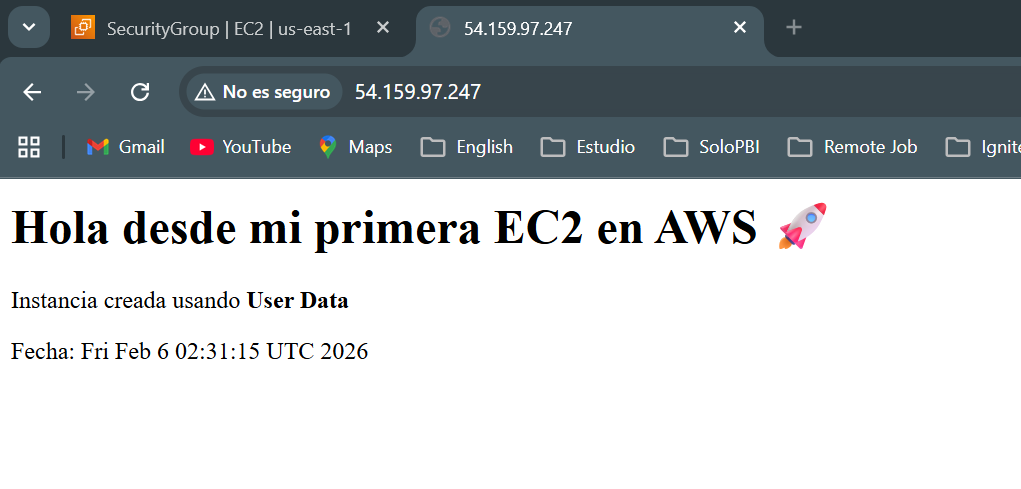 SecurityGroup | EC2 | us-east-1
54.159.97.247
No es seguro
54.159.97.247
Gmail
YouTube
Maps
English
Estudio
SoloPBI
Remote Job
Ignite
Hola desde mi primera EC2 en AWS 🚀
Instancia creada usando User Data
Fecha: Fri Feb 6 02:31:15 UTC 2026